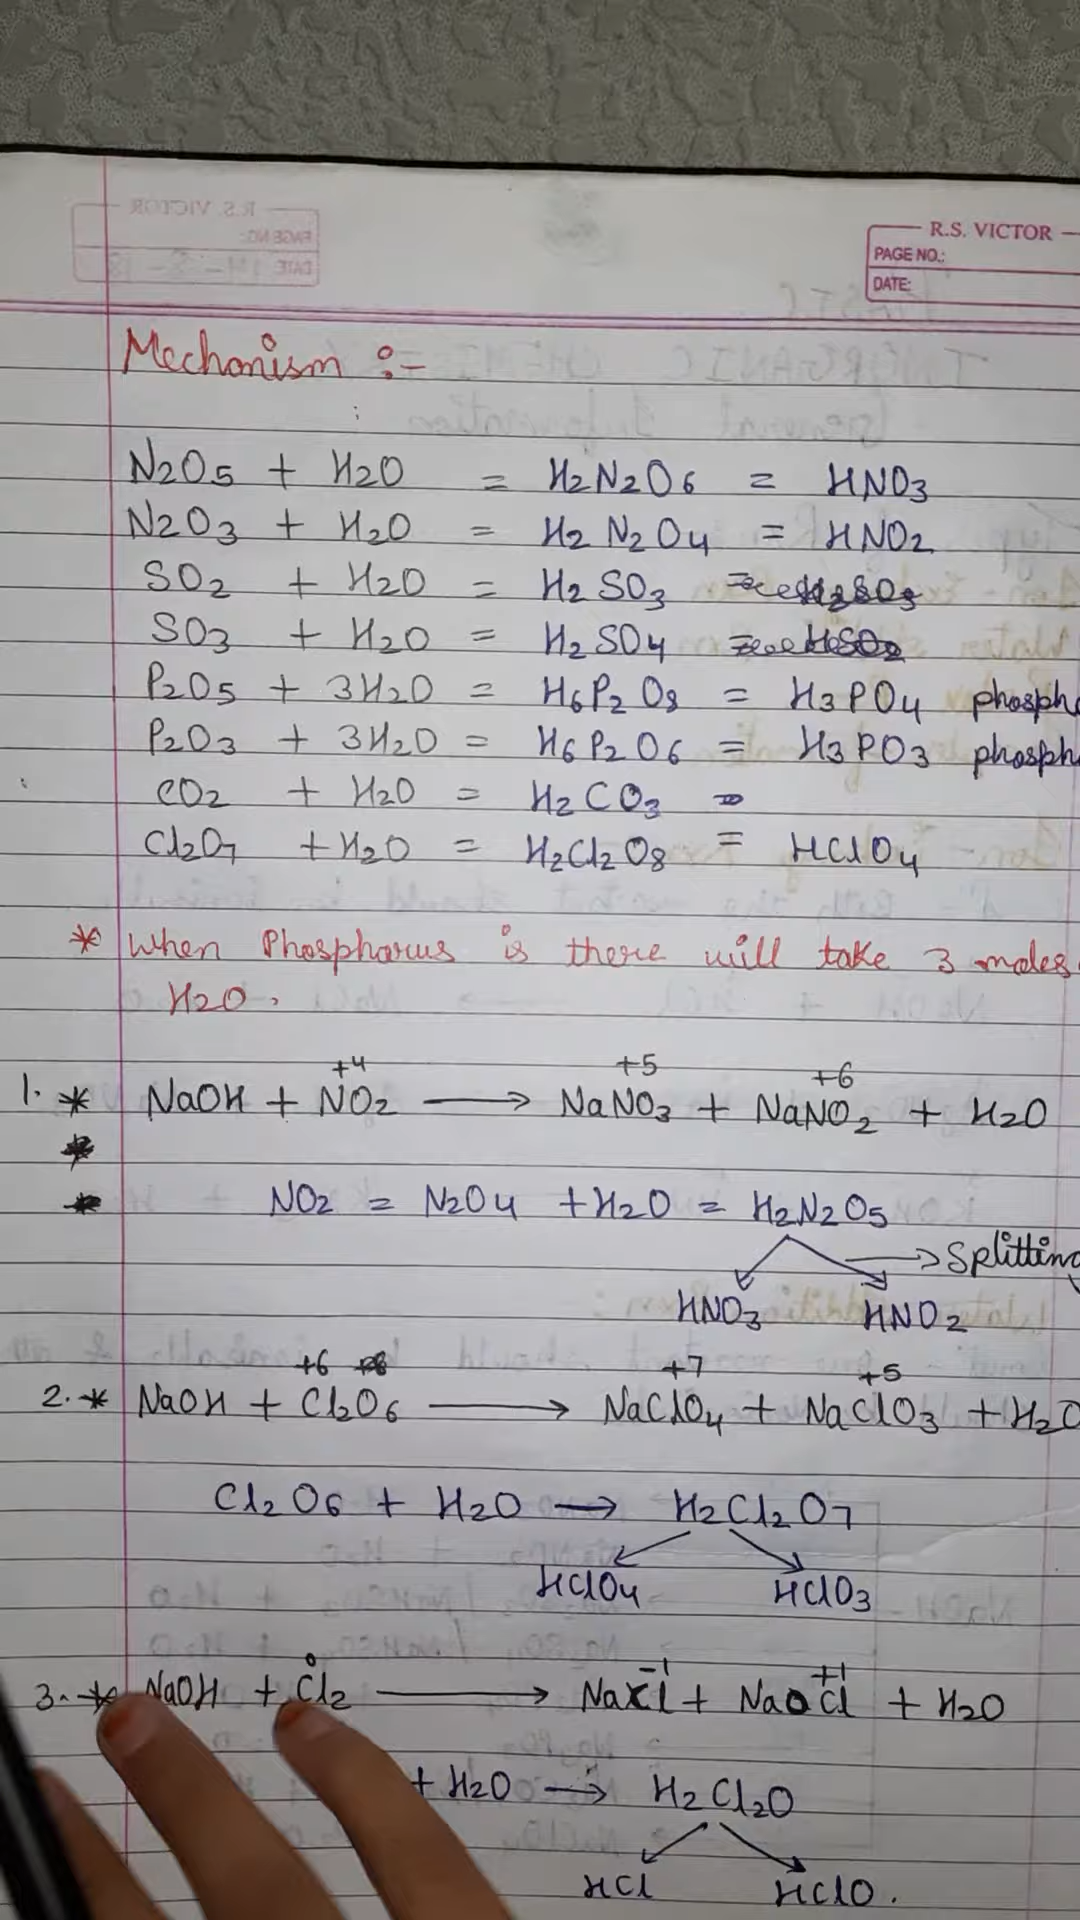 R.S. VICTOR
PAGE NO.:
DATE:
Mechanism :-
N2O5 + H2O = H2N2O6 = HNO3
N2O3 + H2O = H2N2O4 = HNO2
SO2 + H2O = H2SO3
SO3 + H2O = H2SO4
P2O5 + 3H2O = H6P2O8 = H3PO4 phosph
P2O3 + 3H2O = H6P2O6 = H3PO3 phosph
CO2 + H2O = H2CO3 =
Cl2O7 + H2O = H2Cl2O8 = HClO4
* When Phosphorus is there will take 3 moles
H2O.
+4 +5 +6
1. * NaOH + NO2 → NaNO3 + NaNO2 + H2O
NO2 = N2O4 + H2O = H2N2O5
→ Splitting
HNO3 HNO2
+6 +7 +5
2. * NaOH + Cl2O6 → NaClO4 + NaClO3 + H2O
Cl2O6 + H2O → H2Cl2O7
HClO4 HClO3
0 -1 +1
3. * NaOH + Cl2 → NaCl + NaOCl + H2O
+ H2O → H2Cl2O
HCl HClO.